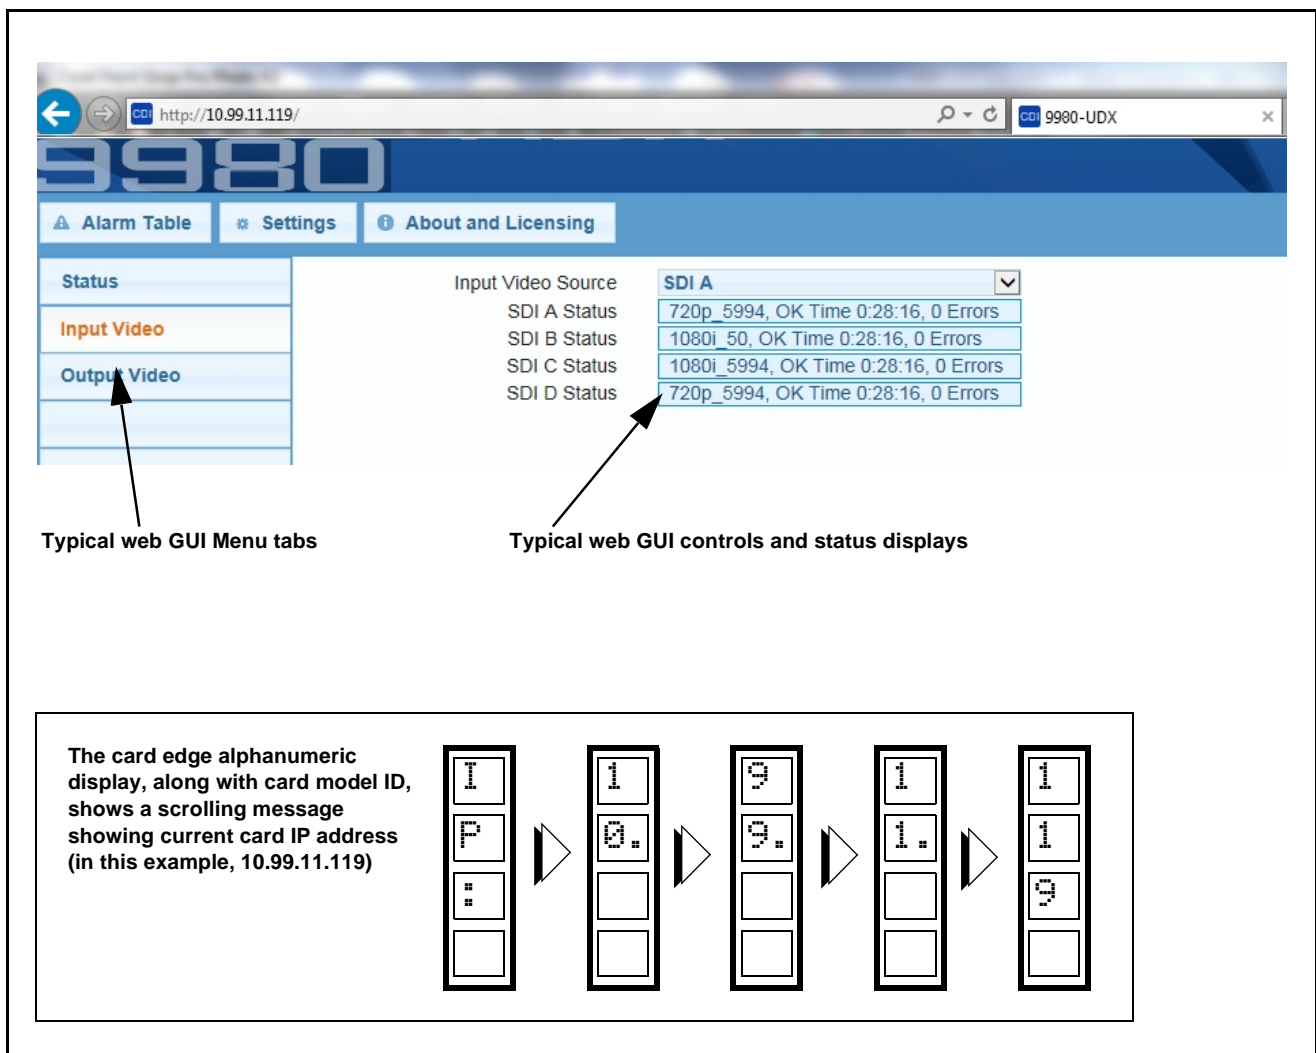 http://10.99.11.119/
CDI 9980-UDX
9980
Alarm Table
Settings
About and Licensing
Status
Input Video
Output Video
Input Video Source SDI A
SDI A Status 720p_5994, OK Time 0:28:16, 0 Errors
SDI B Status 1080i_50, OK Time 0:28:16, 0 Errors
SDI C Status 1080i_5994, OK Time 0:28:16, 0 Errors
SDI D Status 720p_5994, OK Time 0:28:16, 0 Errors
Typical web GUI Menu tabs
Typical web GUI controls and status displays
The card edge alphanumeric
display, along with card model ID,
shows a scrolling message
showing current card IP address
(in this example, 10.99.11.119)
I
P
:
1
0.
9
9.
1
1.
1
1
9